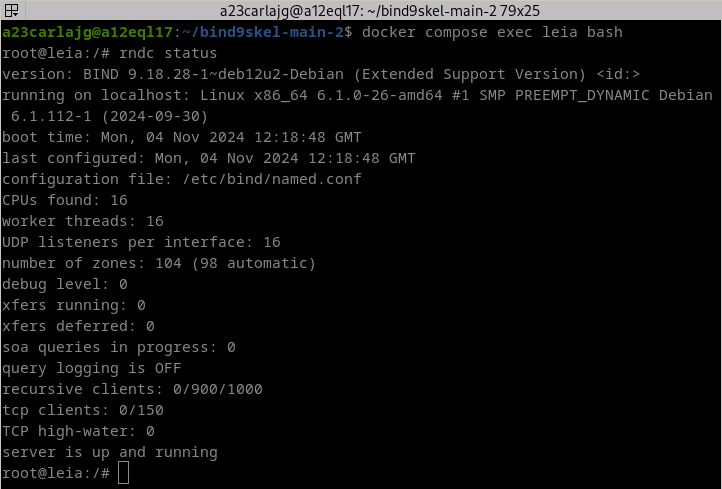 a23carlajg@a12eql17: ~/bind9skel-main-2 79x25
a23carlajg@a12eql17:~/bind9skel-main-2$ docker compose exec leia bash
root@leia:/# rndc status
version: BIND 9.18.28-1~deb12u2-Debian (Extended Support Version) <id:>
running on localhost: Linux x86_64 6.1.0-26-amd64 #1 SMP PREEMPT_DYNAMIC Debian
 6.1.112-1 (2024-09-30)
boot time: Mon, 04 Nov 2024 12:18:48 GMT
last configured: Mon, 04 Nov 2024 12:18:48 GMT
configuration file: /etc/bind/named.conf
CPUs found: 16
worker threads: 16
UDP listeners per interface: 16
number of zones: 104 (98 automatic)
debug level: 0
xfers running: 0
xfers deferred: 0
soa queries in progress: 0
query logging is OFF
recursive clients: 0/900/1000
tcp clients: 0/150
TCP high-water: 0
server is up and running
root@leia:/#